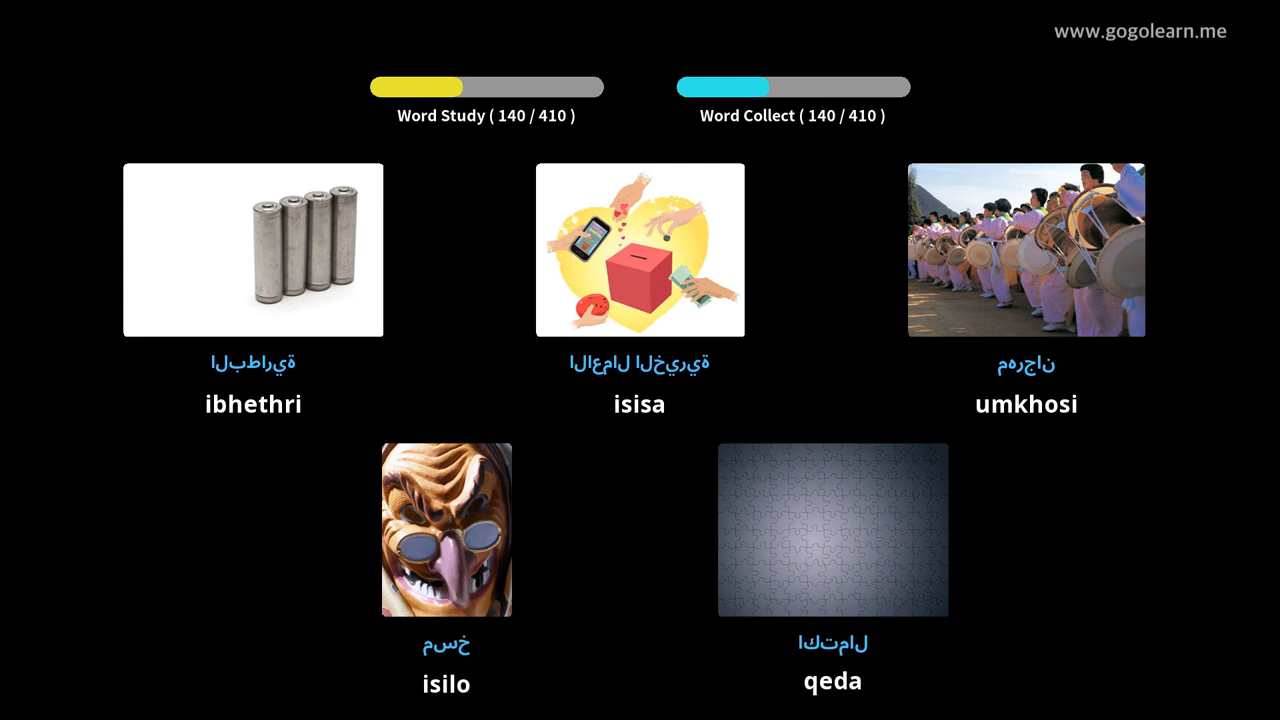 www.gogolearn.me
Word Study ( 140 / 410 )
Word Collect ( 140 / 410 )
البطارية
الاعمال الخيرية
مهرجان
ibhethri
isisa
umkhosi
مسخ
اكتمال
isilo
qeda